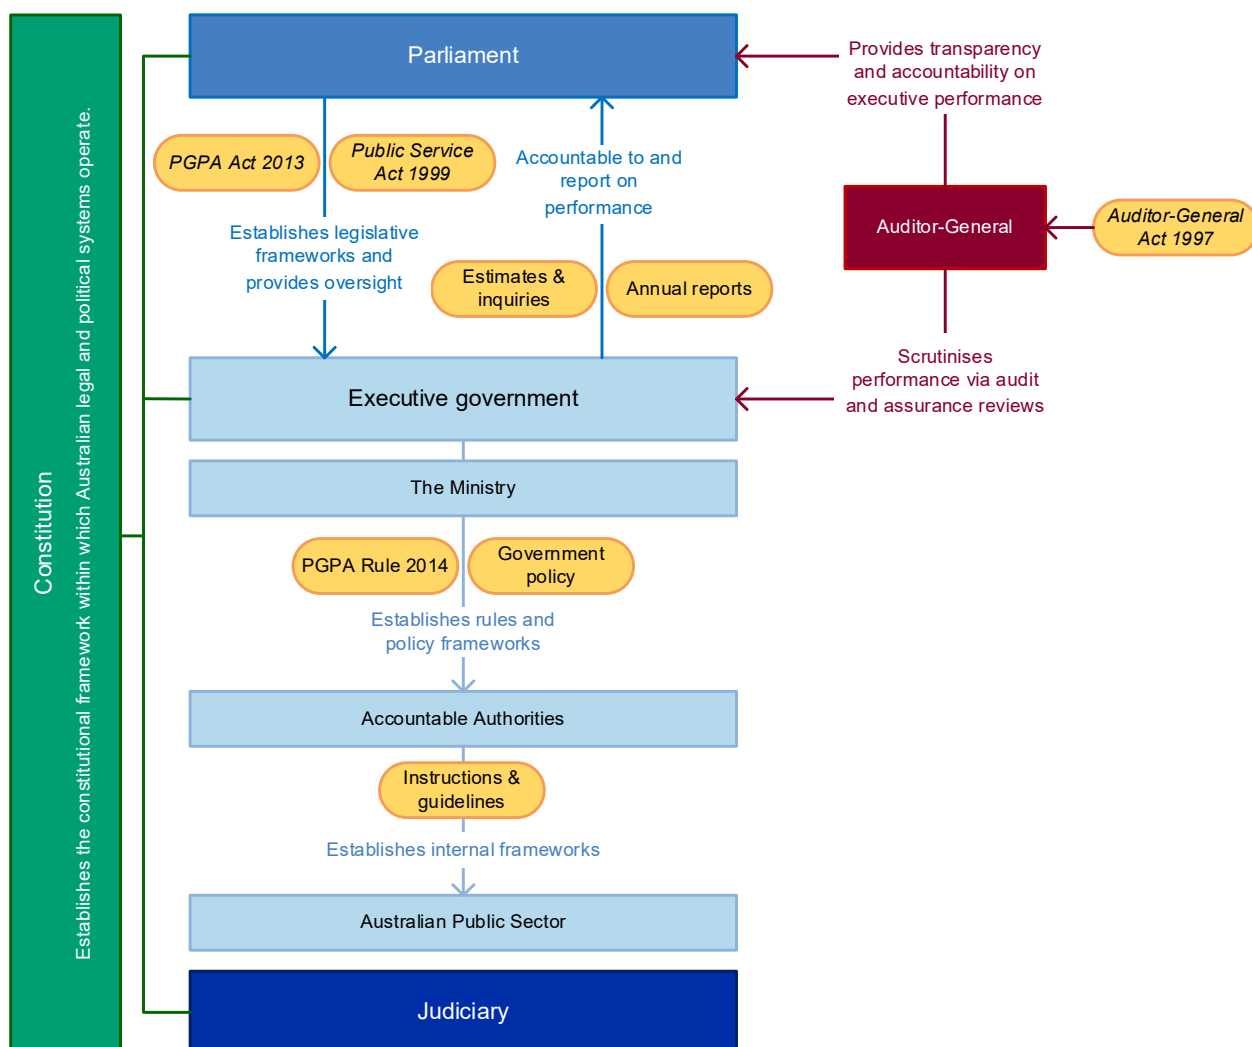 Constitution
Establishes the constitutional framework within which Australian legal and political systems operate.
Parliament
PGPA Act 2013
Public Service
Act 1999
Establishes legislative
frameworks and
provides oversight
Accountable to and
report on
performance
Estimates &
inquiries
Annual reports
Provides transparency
and accountability on
executive performance
Auditor-General
Auditor-General
Act 1997
Scrutinises
performance via audit
and assurance reviews
Executive government
The Ministry
PGPA Rule 2014
Government
policy
Establishes rules and
policy frameworks
Accountable Authorities
Instructions &
guidelines
Establishes internal frameworks
Australian Public Sector
Judiciary